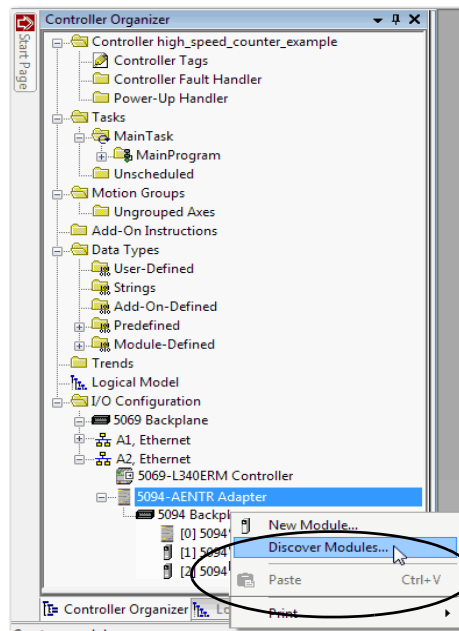 Controller Organizer
Start Page
Controller high_speed_counter_example
Controller Tags
Controller Fault Handler
Power-Up Handler
Tasks
MainTask
MainProgram
Unscheduled
Motion Groups
Ungrouped Axes
Add-On Instructions
Data Types
User-Defined
Strings
Add-On-Defined
Predefined
Module-Defined
Trends
Logical Model
I/O Configuration
5069 Backplane
A1, Ethernet
A2, Ethernet
5069-L340ERM Controller
5094-AENTR Adapter
5094 Backpl
[0] 5094
New Module...
[1] 5094
Discover Modules...
[2] 5094
Paste Ctrl+V
Controller Organizer
Print